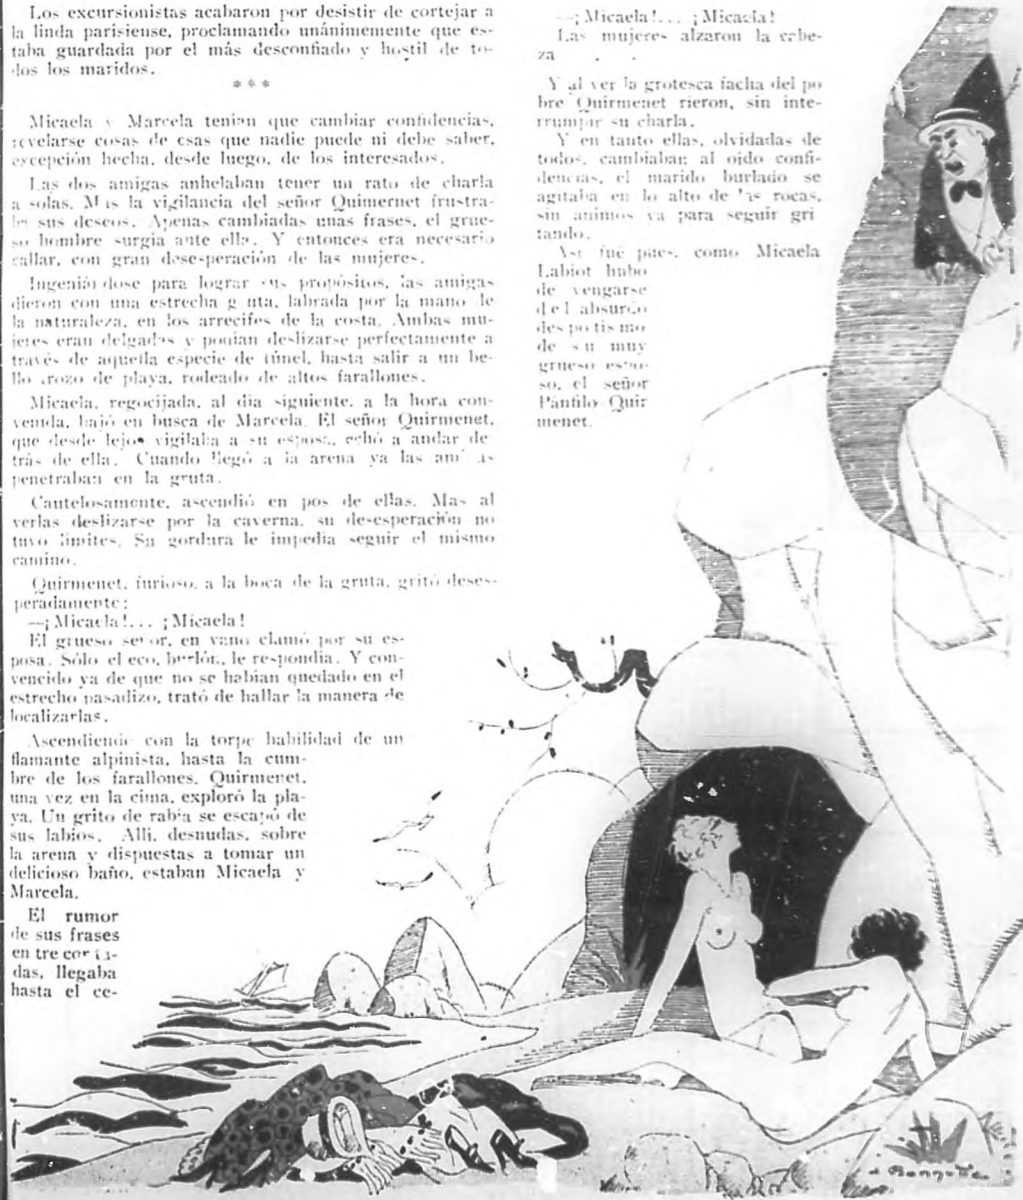 Los excursionistas acabaron por desistir de cortejar a
la linda parisiense, proclamando unánimemente que es-
taba guardada por el más desconfiado y hostil de to-
dos los maridos.
***
Micaela y Marcela tenían que cambiar confidencias,
revelarse cosas de esas que nadie puede ni debe saber,
excepción hecha, desde luego, de los interesados.
Las dos amigas anhelaban tener un rato de charla
a solas. Mas la vigilancia del señor Quimernet frustra-
ba sus deseos. Apenas cambiadas unas frases, el grue-
so hombre surgía ante ella. Y entonces era necesario
callar, con gran desesperación de las mujeres.
Ingeniándose para lograr sus propósitos, las amigas
dieron con una estrecha gruta, labrada por la mano de
la naturaleza, en los arrecifes de la costa. Ambas mu-
jeres eran delgadas y podían deslizarse perfectamente a
través de aquella especie de túnel, hasta salir a un be-
llo trozo de playa, rodeado de altos farallones.
Micaela, regocijada, al día siguiente, a la hora con-
venida, bajó en busca de Marcela. El señor Quirmenet,
que desde lejos vigilaba a su esposa, echó a andar de-
trás de ella. Cuando llegó a la arena ya las amigas
penetraban en la gruta.
Cautelosamente, ascendió en pos de ellas. Mas al
verlas deslizarse por la caverna, su desesperación no
tuvo límites. Su gordura le impedía seguir el mismo
camino.
Quirmenet, furioso, a la boca de la gruta, gritó deses-
peradamente:
—¡Micaela!... ¡Micaela!
El grueso señor, en vano clamó por su es-
posa. Sólo el eco, burlón, le respondía. Y con-
vencido ya de que no se habían quedado en el
estrecho pasadizo, trató de hallar la manera de
localizarlas.
Ascendiendo con la torpe habilidad de un
flamante alpinista, hasta la cum-
bre de los farallones, Quirmenet,
una vez en la cima, exploró la pla-
ya. Un grito de rabia se escapó de
sus labios. Allí, desnudas, sobre
la arena y dispuestas a tomar un
delicioso baño, estaban Micaela y
Marcela.
El rumor
de sus frases
entrecorta-
das, llegaba
hasta el ce-
—¡Micaela!... ¡Micaela!
Las mujeres alzaron la cabe-
za
Y al ver la grotesca facha del po
bre Quirmenet rieron, sin inte-
rrumpir su charla.
Y en tanto ellas, olvidadas de
todos, cambiaban al oído confi-
dencias, el marido burlado se
agitaba en lo alto de las rocas,
sin ánimos ya para seguir gri
tando.
Así fué pues, como Micaela
Labiot hubo
de vengarse
del absurdo
despotismo
de su muy
grueso espo-
so, el señor
Pánfilo Quir
menet.